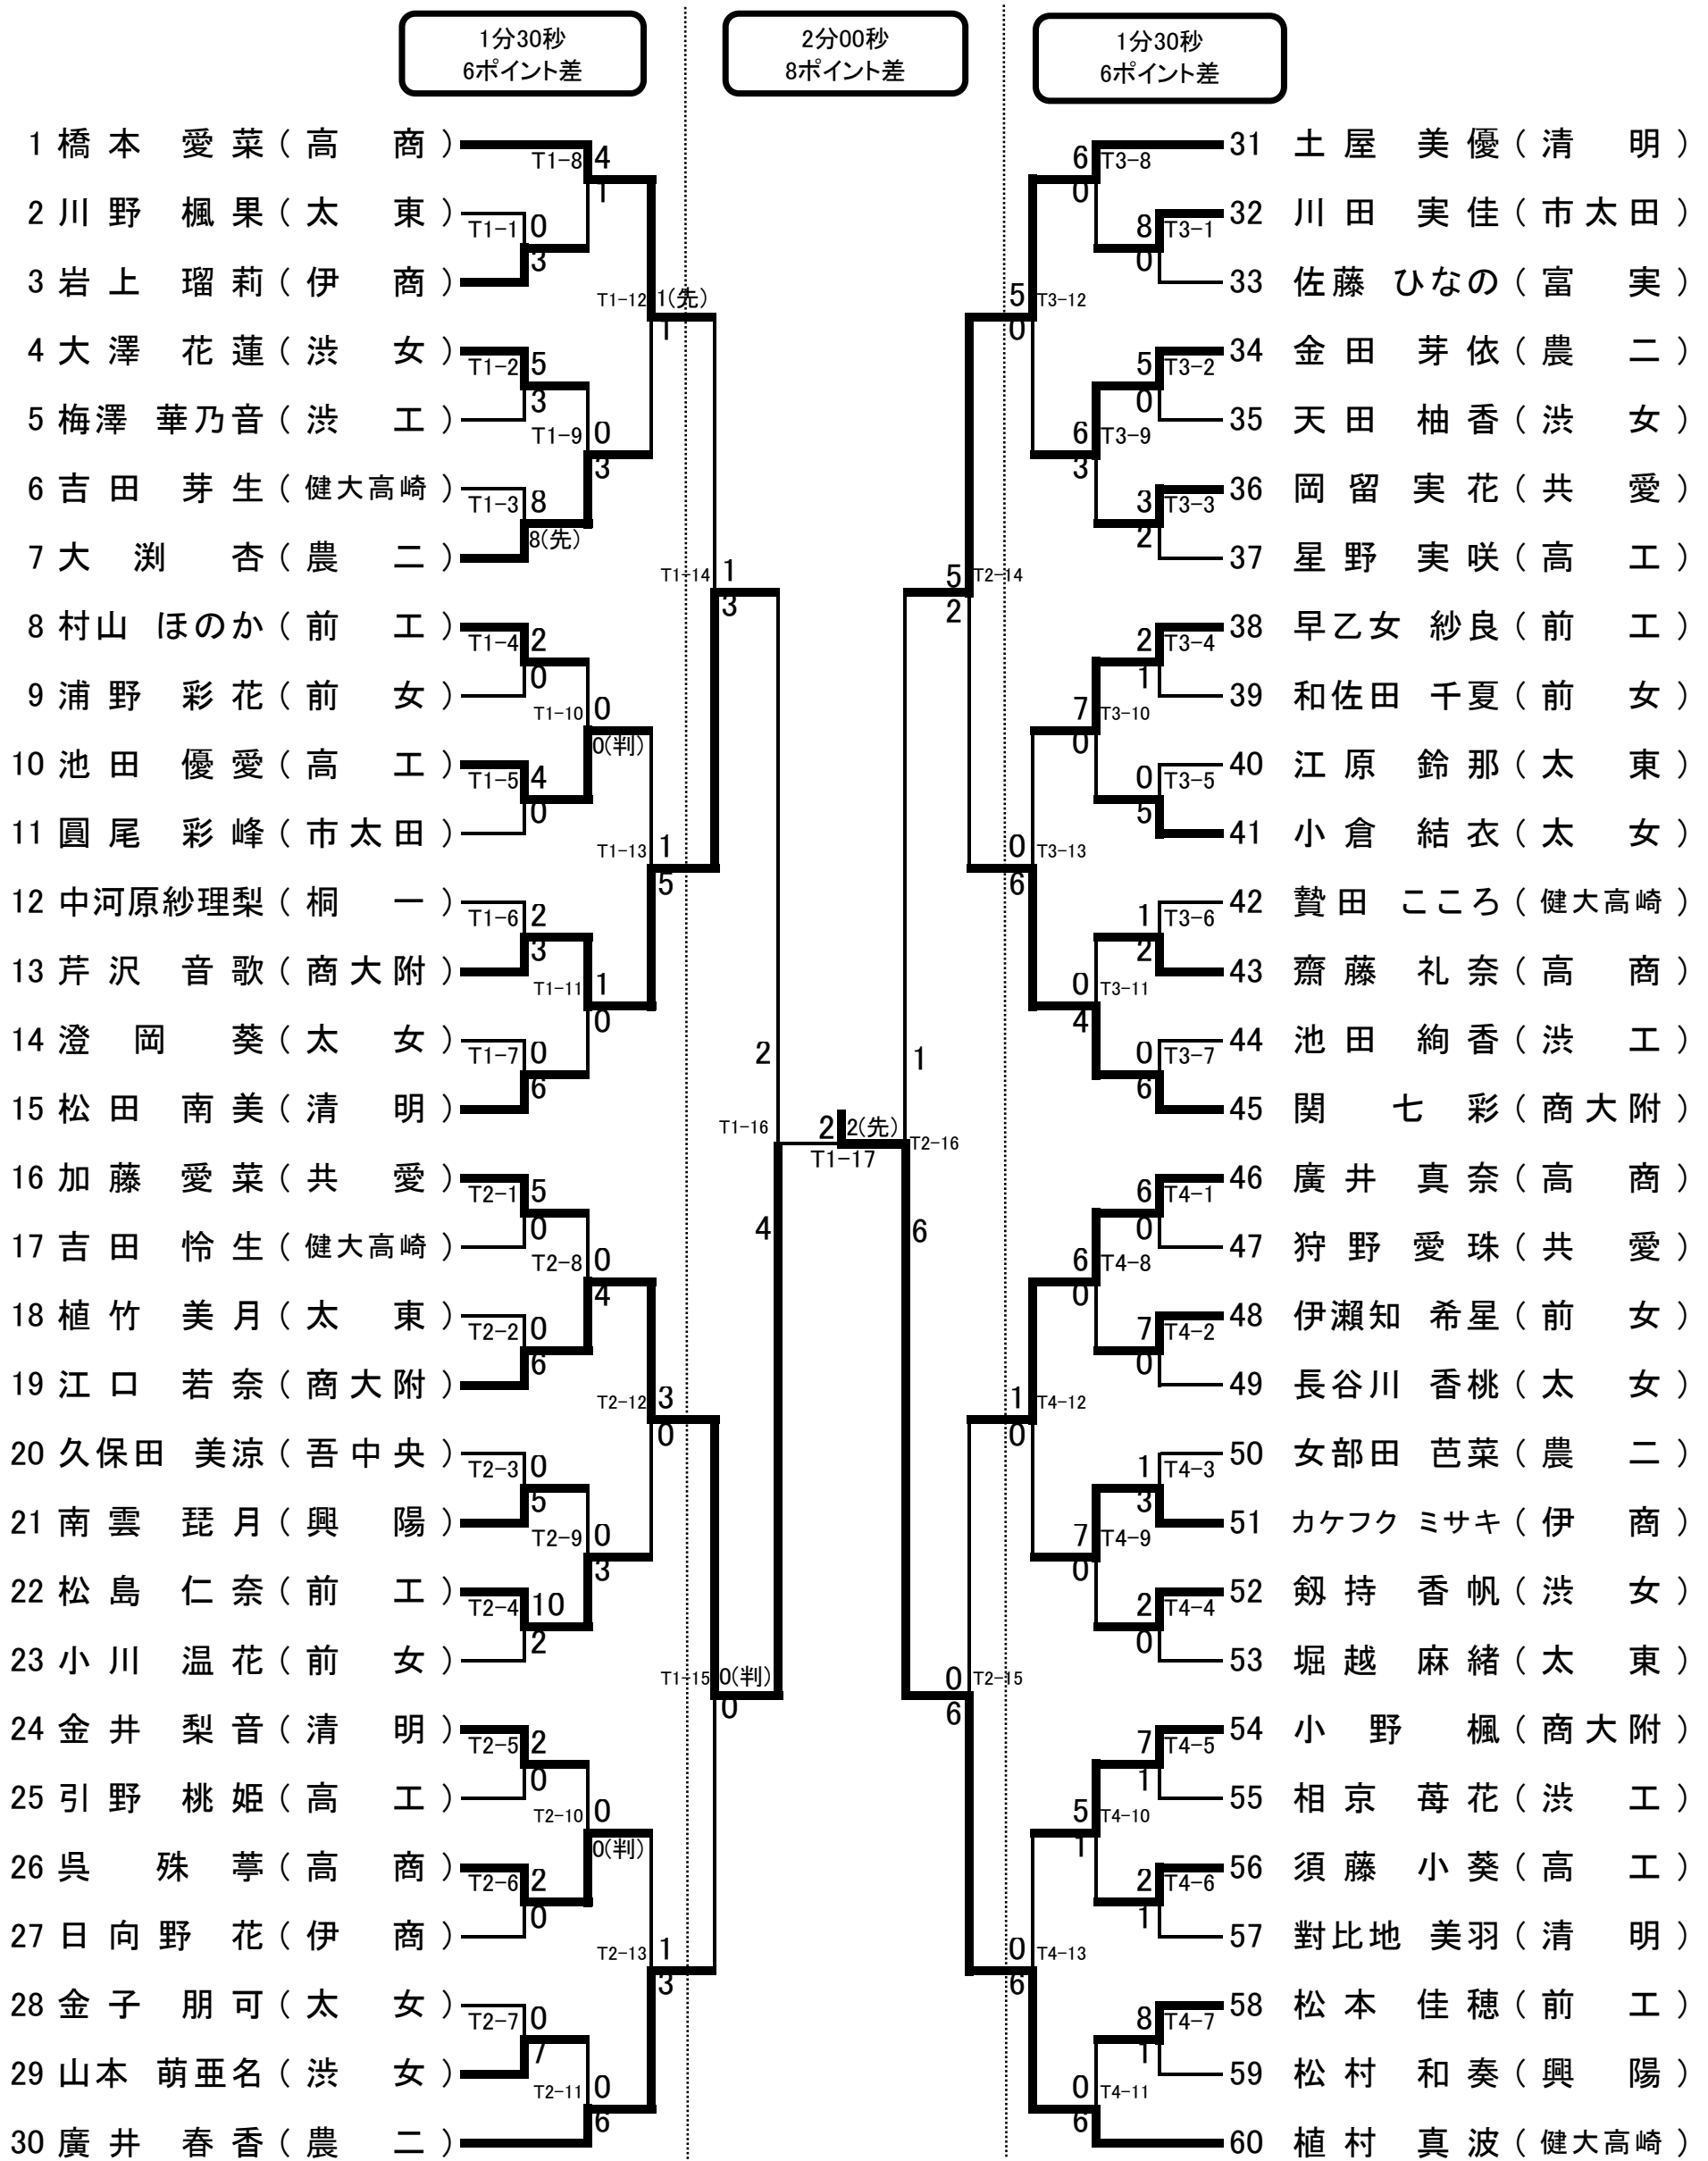 1分30秒
6ポイント差
2分00秒
8ポイント差
1分30秒
6ポイント差
1 橋本 愛菜 ( 高 商 )
2 川野 楓果 ( 太 東 )
3 岩上 瑠莉 ( 伊 商 )
4 大澤 花蓮 ( 渋 女 )
5 梅澤 華乃音 ( 渋 工 )
6 吉田 芽生 ( 健大高崎 )
7 大渕 杏 ( 農 二 )
8 村山 ほのか ( 前 工 )
9 浦野 彩花 ( 前 女 )
10 池田 優愛 ( 高 工 )
11 圓尾 彩峰 ( 市太田 )
12 中河原紗理梨 ( 桐 一 )
13 芹沢 音歌 ( 商大附 )
14 澄岡 葵 ( 太 女 )
15 松田 南美 ( 清 明 )
16 加藤 愛菜 ( 共 愛 )
17 吉田 怜生 ( 健大高崎 )
18 植竹 美月 ( 太 東 )
19 江口 若奈 ( 商大附 )
20 久保田 美涼 ( 吾中央 )
21 南雲 琵月 ( 興 陽 )
22 松島 仁奈 ( 前 工 )
23 小川 温花 ( 前 女 )
24 金井 梨音 ( 清 明 )
25 引野 桃姫 ( 高 工 )
26 呉 殊葶 ( 高 商 )
27 日向野 花 ( 伊 商 )
28 金子 朋可 ( 太 女 )
29 山本 萌亜名 ( 渋 女 )
30 廣井 春香 ( 農 二 )
T1-8 4
1
T1-1 0
3
T1-12 1(先)
1
T1-2 5
3
T1-9 0
3
T1-3 8
8(先)
T1-14 1
3
T1-4 2
0
T1-10 0
0(判)
T1-5 4
0
T1-13 1
5
T1-6 2
3
T1-11 1
0
T1-7 0
6
2
T1-16
4
2 2(先)
T1-17
T2-1 5
0
T2-8 0
4
T2-2 0
6
T2-12 3
0
T2-3 0
5
T2-9 0
3
T2-4 10
2
T1-15 0(判)
0
T2-5 2
0
T2-10 0
0(判)
T2-6 2
0
T2-13 1
3
T2-7 0
7
T2-11 0
6
6 T3-8
0
8 T3-1
0
5 T3-12
0
5 T3-2
0
6 T3-9
3
3 T3-3
2
5 T2-14
2
2 T3-4
1
7 T3-10
0
0 T3-5
5
0 T3-13
6
1 T3-6
2
0 T3-11
4
0 T3-7
6
1
T2-16
6
6 T4-1
0
6 T4-8
0
7 T4-2
0
1 T4-12
0
1 T4-3
3
7 T4-9
0
2 T4-4
0
0 T2-15
6
7 T4-5
1
5 T4-10
1
2 T4-6
1
0 T4-13
6
8 T4-7
1
0 T4-11
6
31 土屋 美優 ( 清 明 )
32 川田 実佳 ( 市太田 )
33 佐藤 ひなの ( 富 実 )
34 金田 芽依 ( 農 二 )
35 天田 柚香 ( 渋 女 )
36 岡留 実花 ( 共 愛 )
37 星野 実咲 ( 高 工 )
38 早乙女 紗良 ( 前 工 )
39 和佐田 千夏 ( 前 女 )
40 江原 鈴那 ( 太 東 )
41 小倉 結衣 ( 太 女 )
42 贄田 こころ ( 健大高崎 )
43 齋藤 礼奈 ( 高 商 )
44 池田 絢香 ( 渋 工 )
45 関 七彩 ( 商大附 )
46 廣井 真奈 ( 高 商 )
47 狩野 愛珠 ( 共 愛 )
48 伊瀬知 希星 ( 前 女 )
49 長谷川 香桃 ( 太 女 )
50 女部田 芭菜 ( 農 二 )
51 カケフク ミサキ ( 伊 商 )
52 剱持 香帆 ( 渋 女 )
53 堀越 麻緒 ( 太 東 )
54 小野 楓 ( 商大附 )
55 相京 苺花 ( 渋 工 )
56 須藤 小葵 ( 高 工 )
57 對比地 美羽 ( 清 明 )
58 松本 佳穂 ( 前 工 )
59 松村 和奏 ( 興 陽 )
60 植村 真波 ( 健大高崎 )